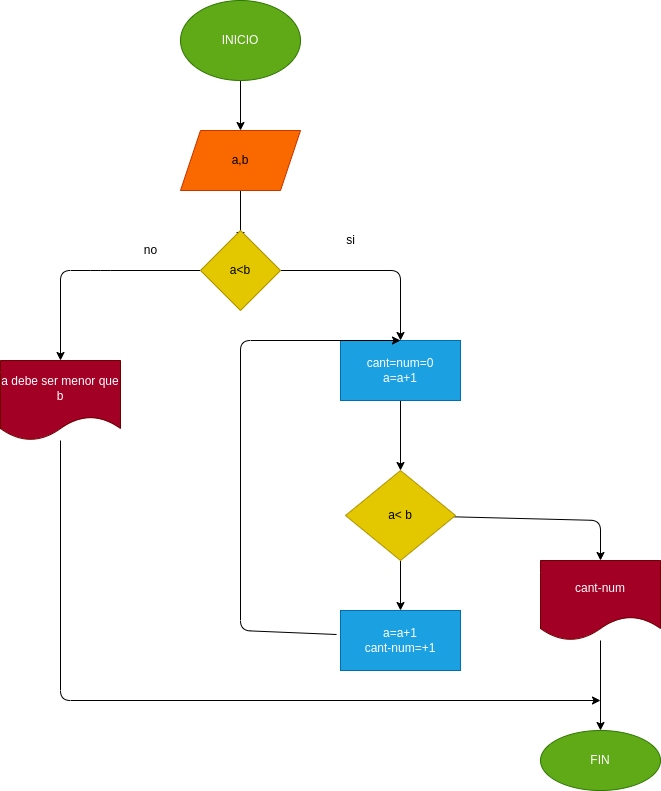 INICIO
a,b
no
si
a<b
cant=num=0
a=a+1
a debe ser menor que
b
a< b
cant-num
a=a+1
cant-num=+1
FIN